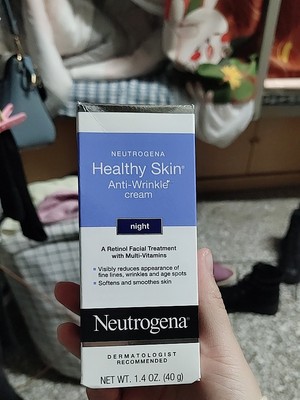 NEUTROGENA
Healthy Skin®
Anti-Wrinkle*
cream
night
A Retinol Facial Treatment
with Multi-Vitamins
• Visibly reduces appearance of
fine lines, wrinkles and age spots
• Softens and smoothes skin
Neutrogena®
DERMATOLOGIST
RECOMMENDED
NET WT. 1.4 OZ. (40 g)